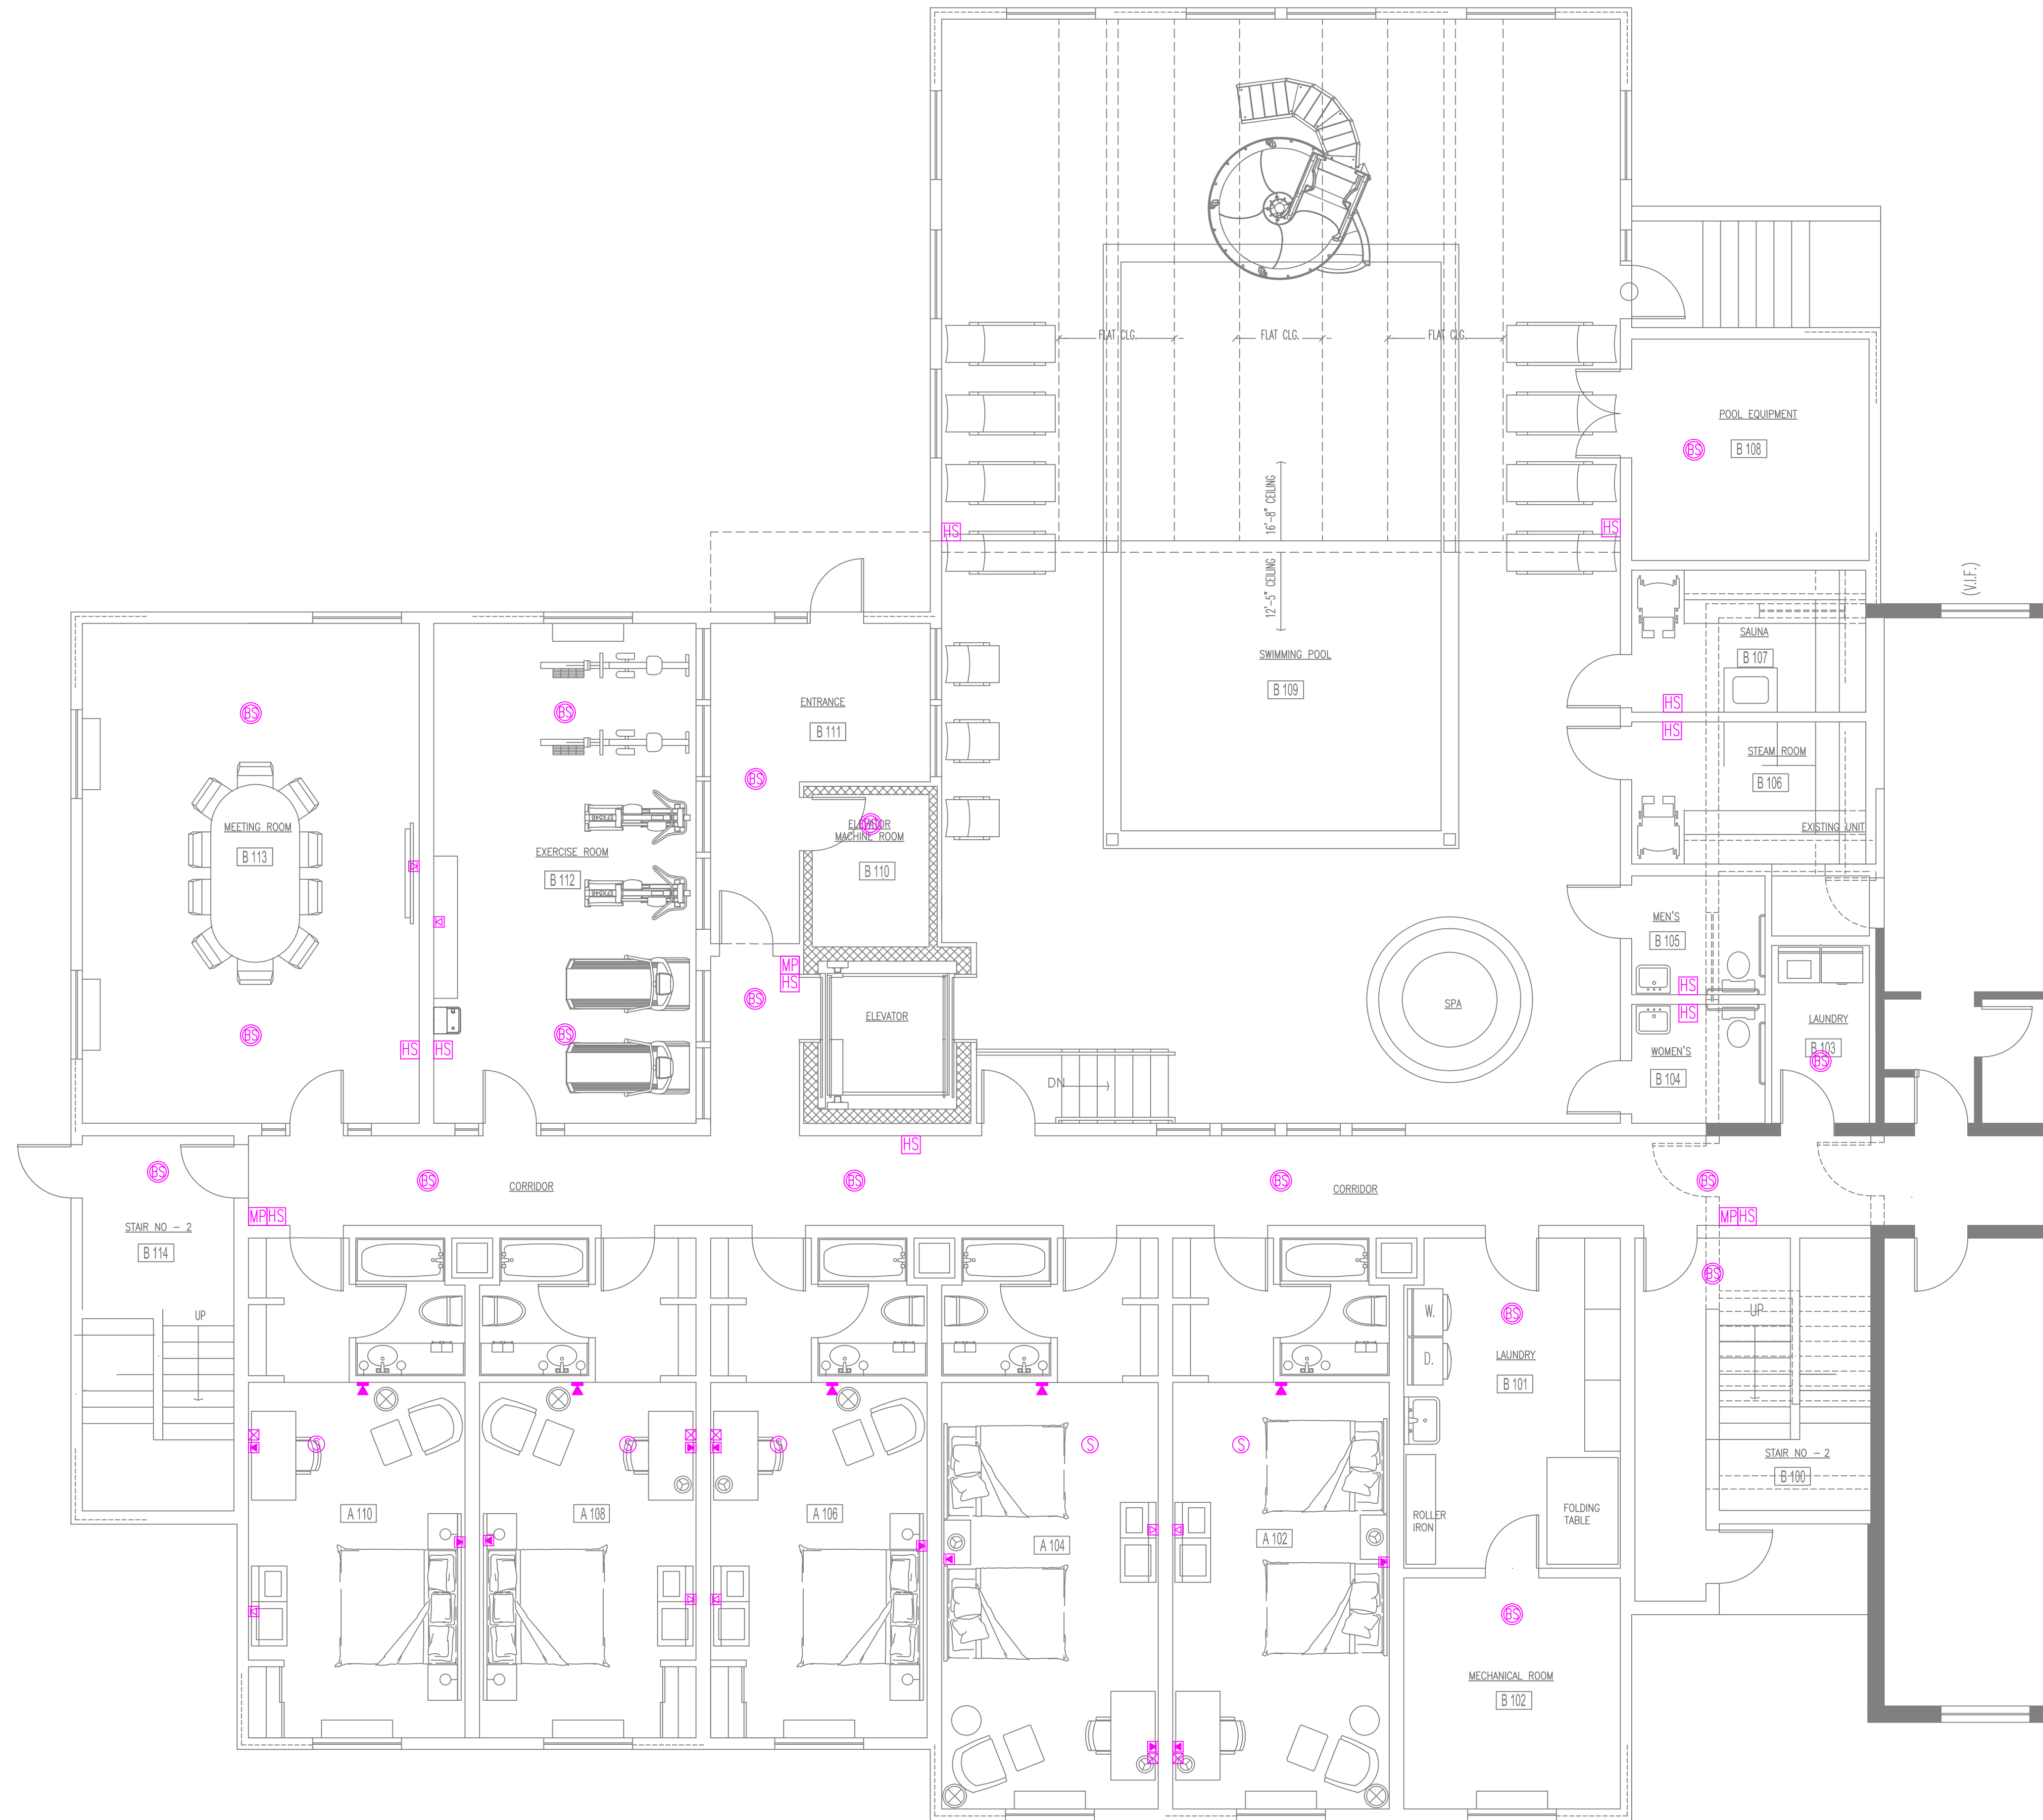 FLAT CLG.
FLAT CLG.
FLAT CLG.
POOL EQUIPMENT
B 108
BS
16'-8" CEILING
12'-5" CEILING
HS
HS
(V.I.F.)
SWIMMING POOL
B 109
SAUNA
B 107
HS
HS
STEAM ROOM
B 106
EXISTING UNIT
BS
BS
ENTRANCE
B 111
BS
MEETING ROOM
B 113
EXERCISE ROOM
B 112
ELEVATOR
MACHINE ROOM
B 110
EFX546
EFX546
MEN'S
B 105
HS
HS
MP
HS
BS
ELEVATOR
SPA
LAUNDRY
B 103
BS
WOMEN'S
B 104
BS
HS
HS
BS
DN
HS
BS
BS
BS
BS
BS
CORRIDOR
CORRIDOR
MP HS
MP HS
STAIR NO - 2
B 114
UP
BS
BS
UP
W.
D.
LAUNDRY
B 101
S
S
S
S
S
STAIR NO - 2
B 100
A 110
A 108
A 106
A 104
A 102
ROLLER
IRON
FOLDING
TABLE
BS
MECHANICAL ROOM
B 102